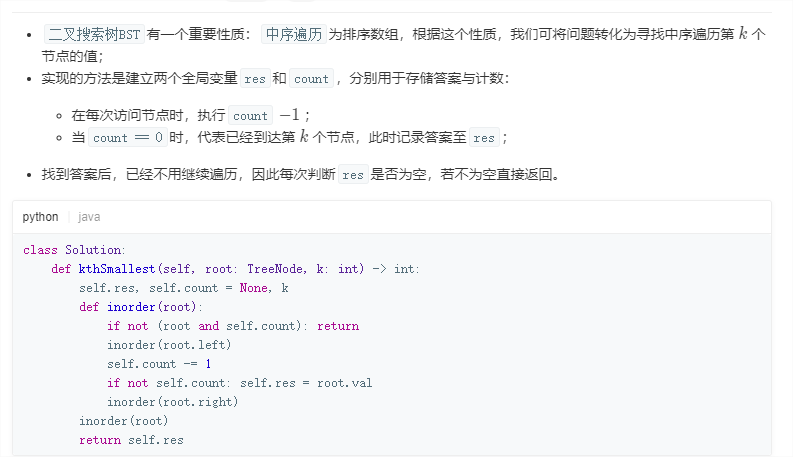 二叉搜索树BST 有一个重要性质： 中序遍历 为排序数组，根据这个性质，我们可将问题转化为寻找中序遍历第 k 个
节点的值；
实现的方法是建立两个全局变量 res 和 count ，分别用于存储答案与计数：
在每次访问节点时，执行 count −1 ；
当 count == 0 时，代表已经到达第 k 个节点，此时记录答案至 res ；
找到答案后，已经不用继续遍历，因此每次判断 res 是否为空，若不为空直接返回。
python java
class Solution:
    def kthSmallest(self, root: TreeNode, k: int) -> int:
        self.res, self.count = None, k
        def inorder(root):
            if not (root and self.count): return
            inorder(root.left)
            self.count -= 1
            if not self.count: self.res = root.val
            inorder(root.right)
        inorder(root)
        return self.res